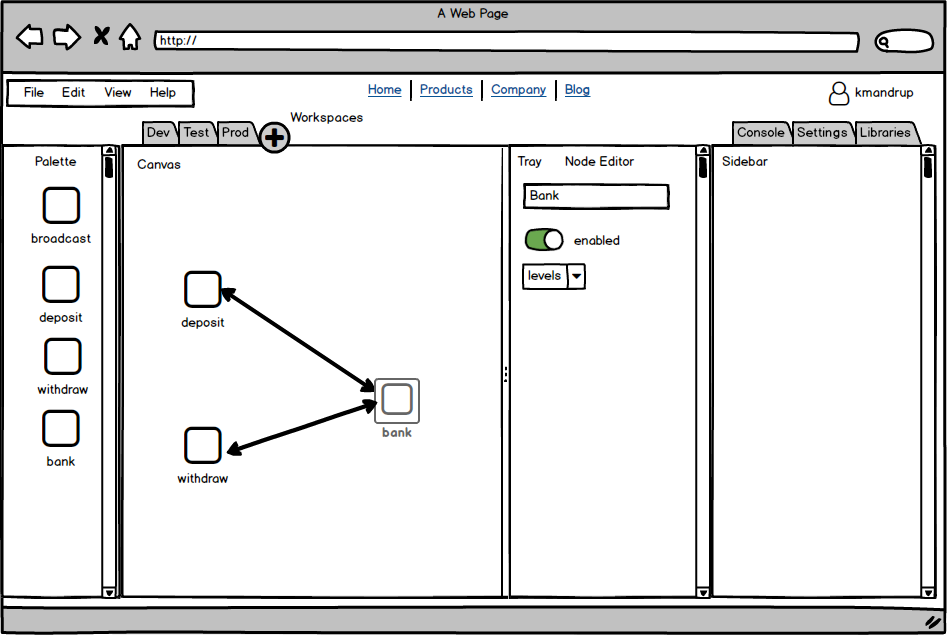 A Web Page
http://
File Edit View Help
Home Products Company Blog
kmandrup
Workspaces
Dev Test Prod
Console Settings Libraries
Palette
broadcast
deposit
withdraw
bank
Canvas
deposit
bank
withdraw
Tray Node Editor
Bank
enabled
levels
Sidebar